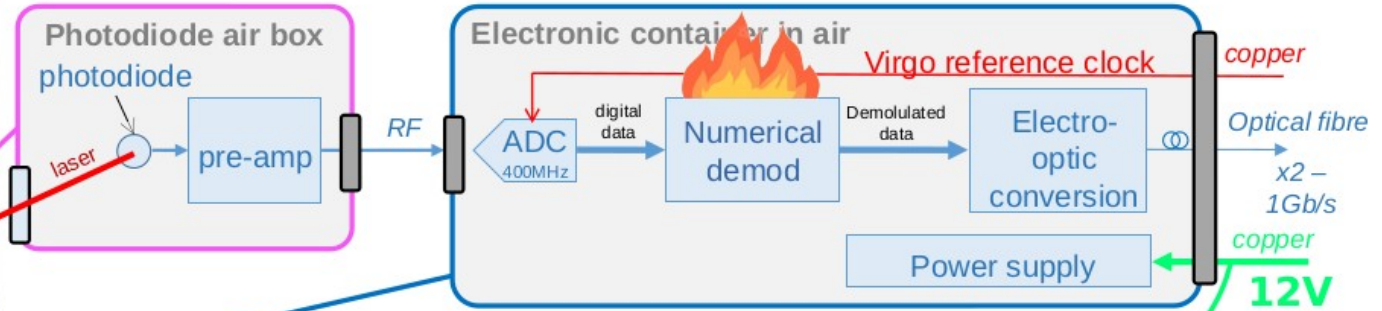 Photodiode air box
photodiode
laser
pre-amp
RF
Electronic container in air
Virgo reference clock
copper
ADC
400MHz
digital
data
Numerical
demod
Demolulated
data
Electro-
optic
conversion
Optical fibre
x2 –
1Gb/s
Power supply
copper
12V